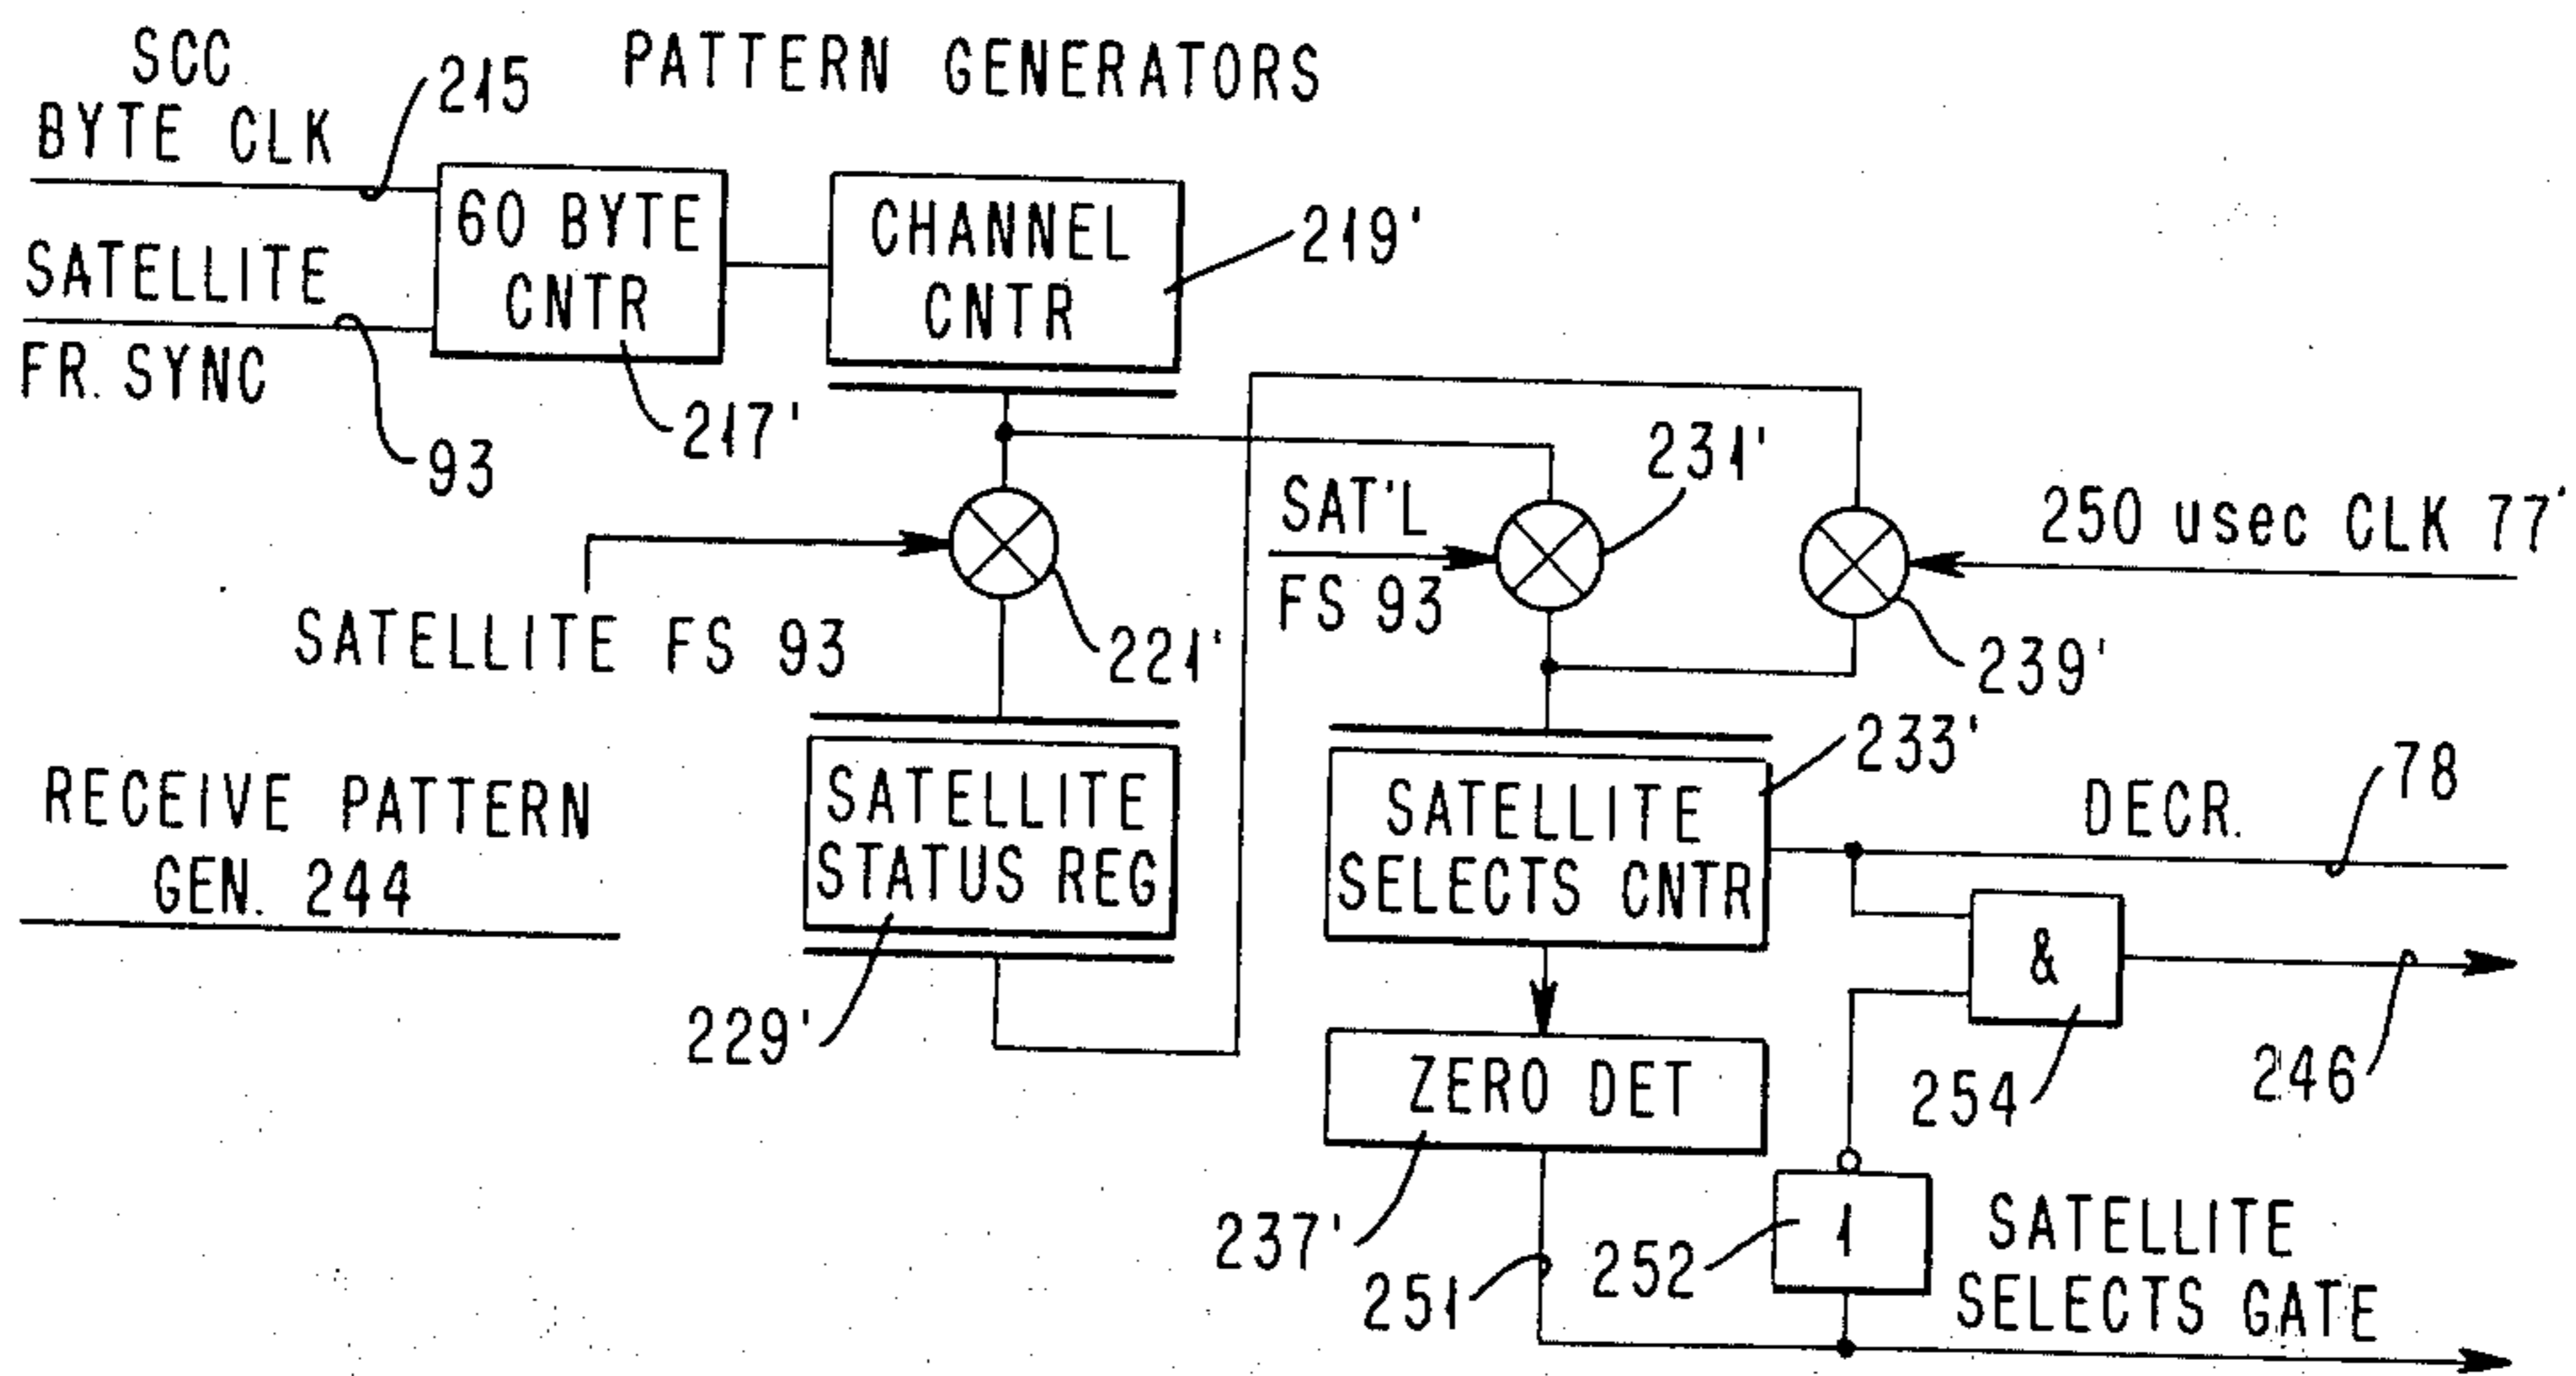 PATTERN GENERATORS
SCC
BYTE CLK
215
SATELLITE
FR. SYNC
93
60 BYTE
CNTR
217'
CHANNEL
CNTR
219'
SATELLITE FS 93
221'
SAT'L
FS 93
231'
250 usec CLK 77'
239'
RECEIVE PATTERN
GEN. 244
SATELLITE
STATUS REG
229'
SATELLITE
SELECTS CNTR
233'
DECR.
78
&
254
246
ZERO DET
237'
251
252
1
SATELLITE
SELECTS GATE